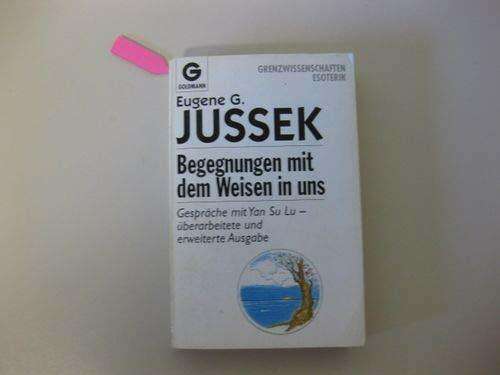 G
GOLDMANN
GRENZWISSENSCHAFTEN
ESOTERIK
Eugene G.
JUSSEK
Begegnungen mit
dem Weisen in uns
Gespräche mit Yan Su Lu –
überarbeitete und
erweiterte Ausgabe